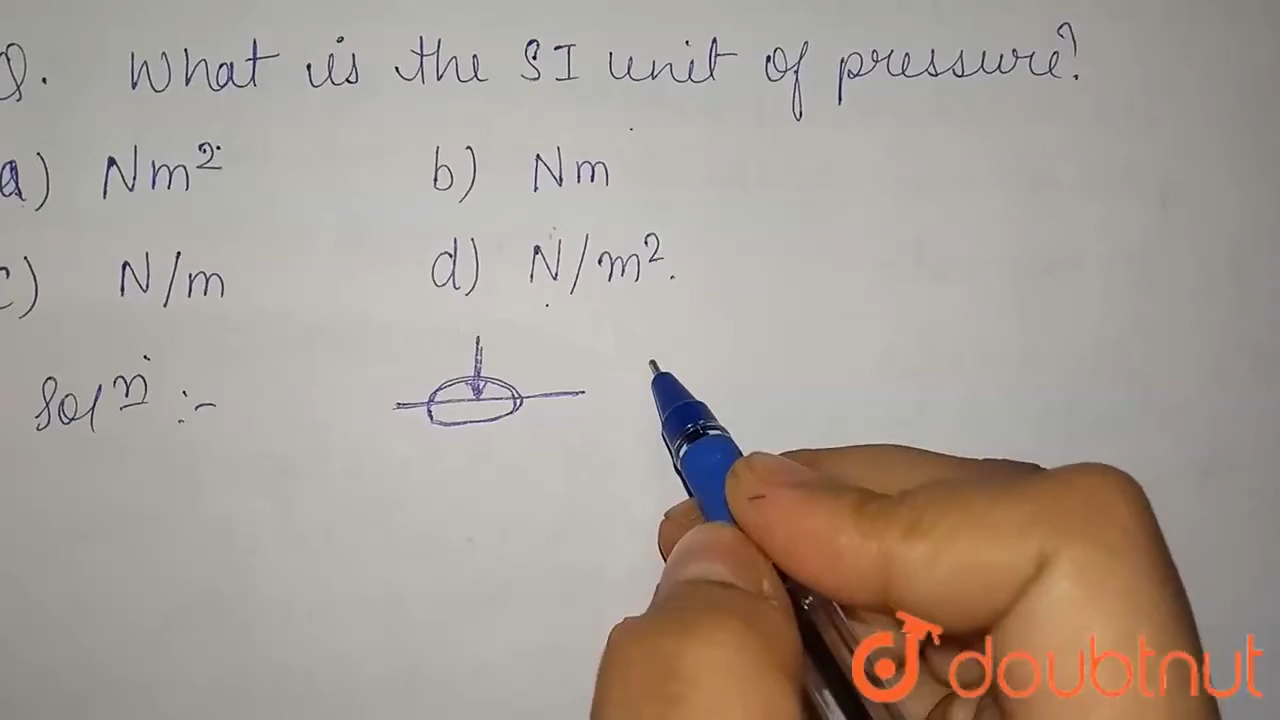 Q. What is the SI unit of pressure?
a) Nm² b) Nm
c) N/m d) N/m².
Solⁿ :-
doubtnut